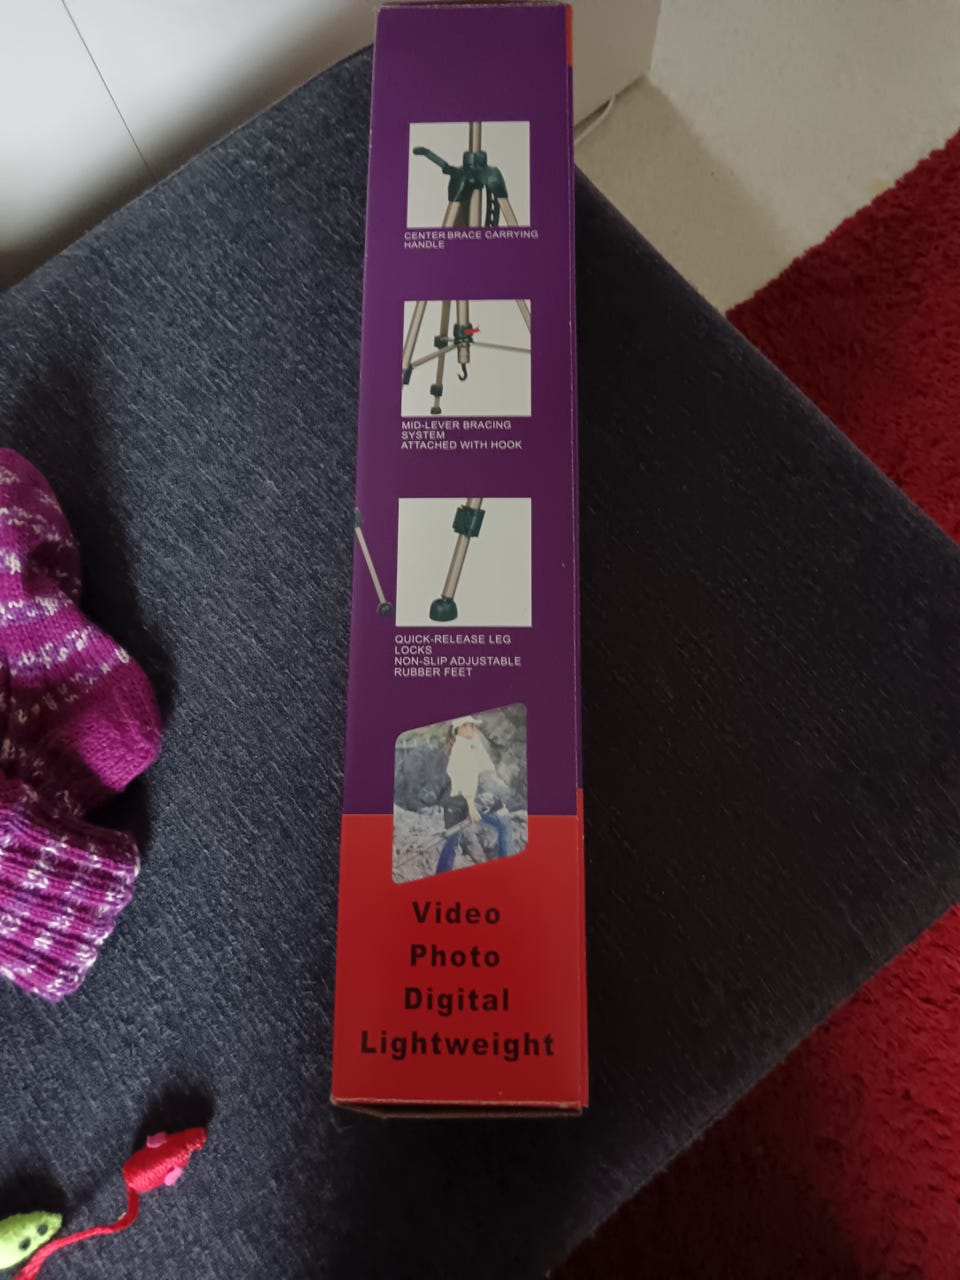 CENTER BRACE CARRYING
HANDLE
MID-LEVER BRACING
SYSTEM
ATTACHED WITH HOOK
QUICK-RELEASE LEG
LOCKS
NON-SLIP ADJUSTABLE
RUBBER FEET
Video
Photo
Digital
Lightweight